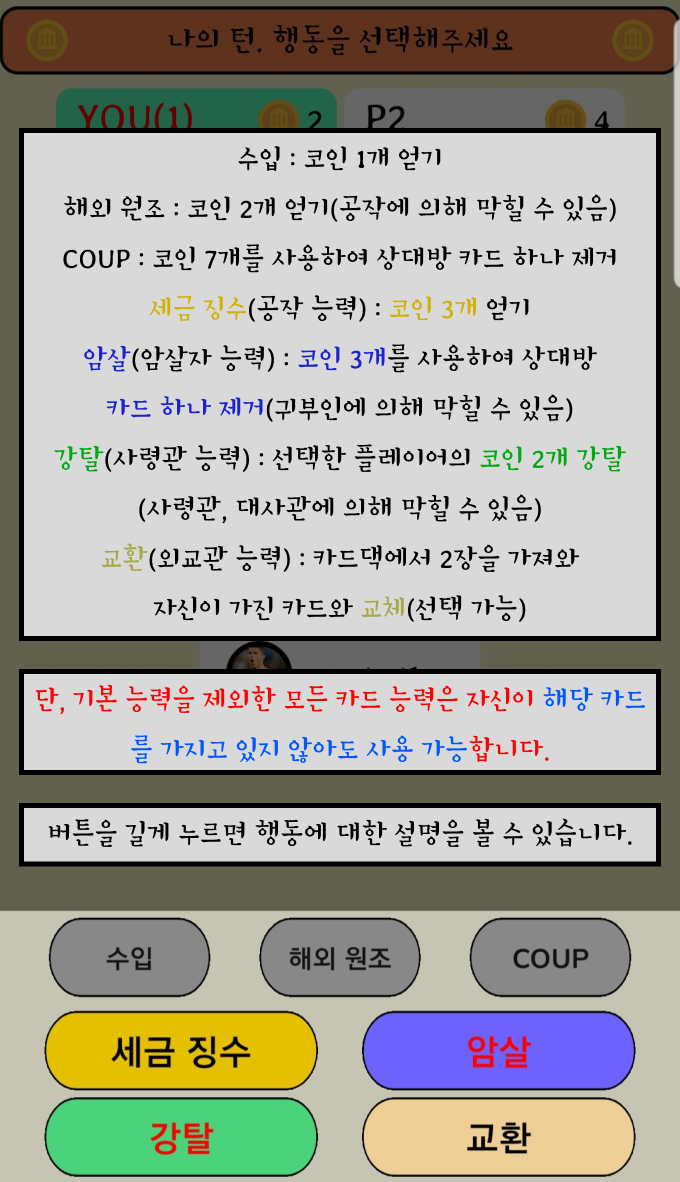 나의 턴. 행동을 선택해주세요
YOU(1) 2 P2 4
수입 : 코인 1개 얻기
해외 원조 : 코인 2개 얻기(공작에 의해 막힐 수 있음)
COUP : 코인 7개를 사용하여 상대방 카드 하나 제거
세금 징수(공작 능력) : 코인 3개 얻기
암살(암살자 능력) : 코인 3개를 사용하여 상대방
카드 하나 제거(귀부인에 의해 막힐 수 있음)
강탈(사령관 능력) : 선택한 플레이어의 코인 2개 강탈
(사령관, 대사관에 의해 막힐 수 있음)
교환(외교관 능력) : 카드댁에서 2장을 가져와
자신이 가진 카드와 교체(선택 가능)
단, 기본 능력을 제외한 모든 카드 능력은 자신이 해당 카드
를 가지고 있지 않아도 사용 가능합니다.
버튼을 길게 누르면 행동에 대한 설명을 볼 수 있습니다.
수입 해외 원조 COUP
세금 징수 암살
강탈 교환